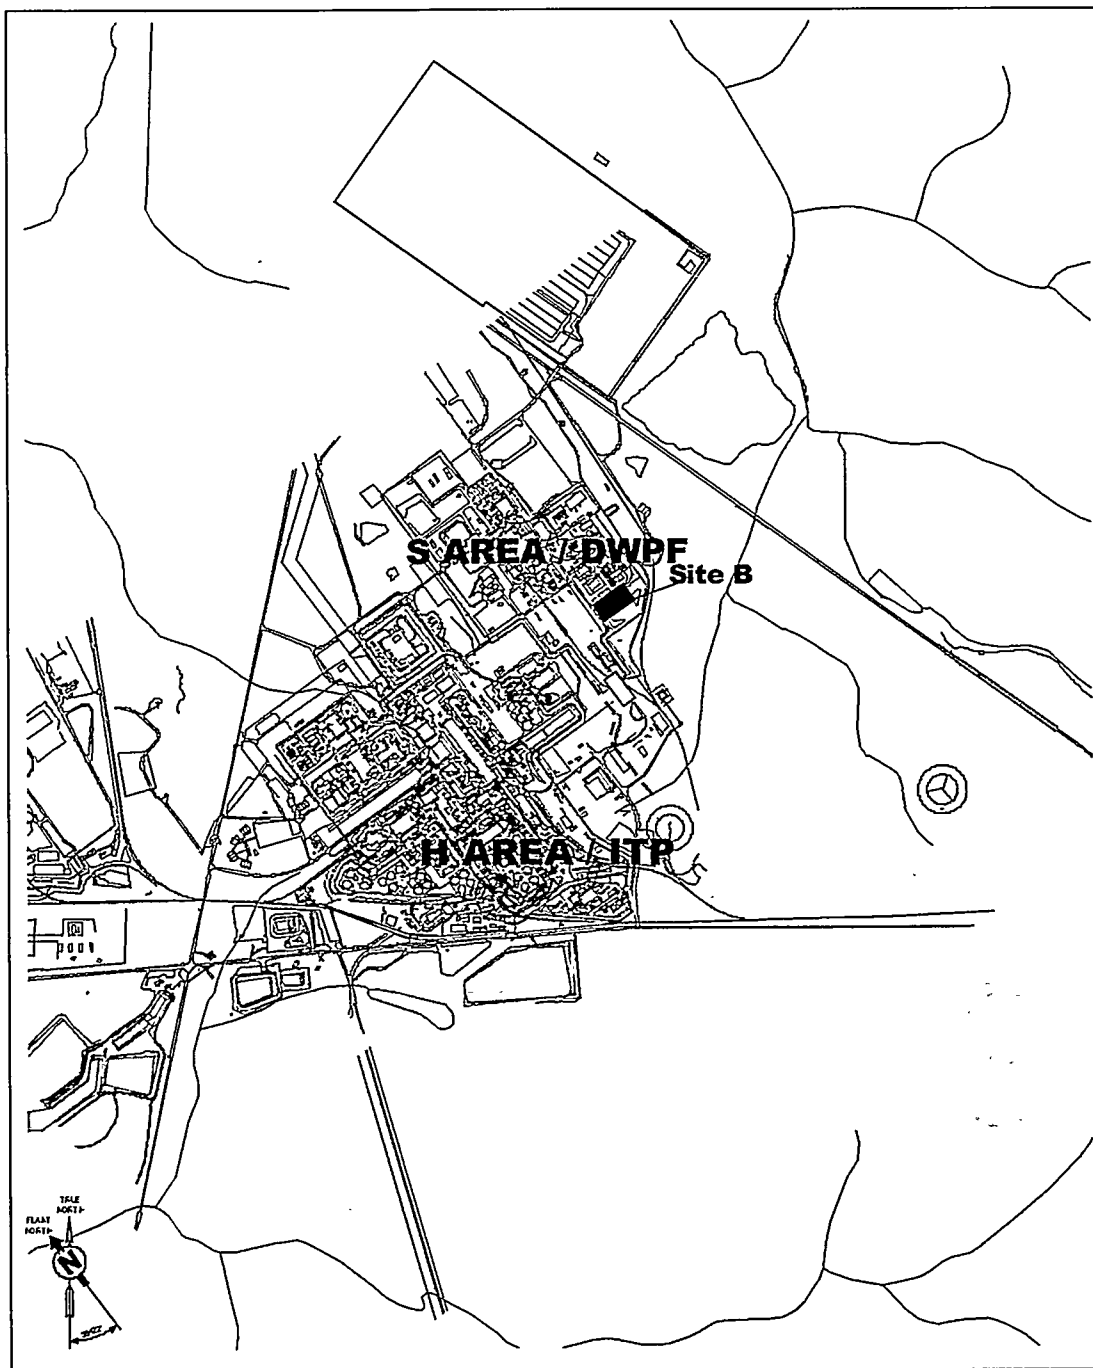 S AREA / DWPF
Site B
H AREA / ITP
TRUE
NORTH
PLANT
NORTH
N